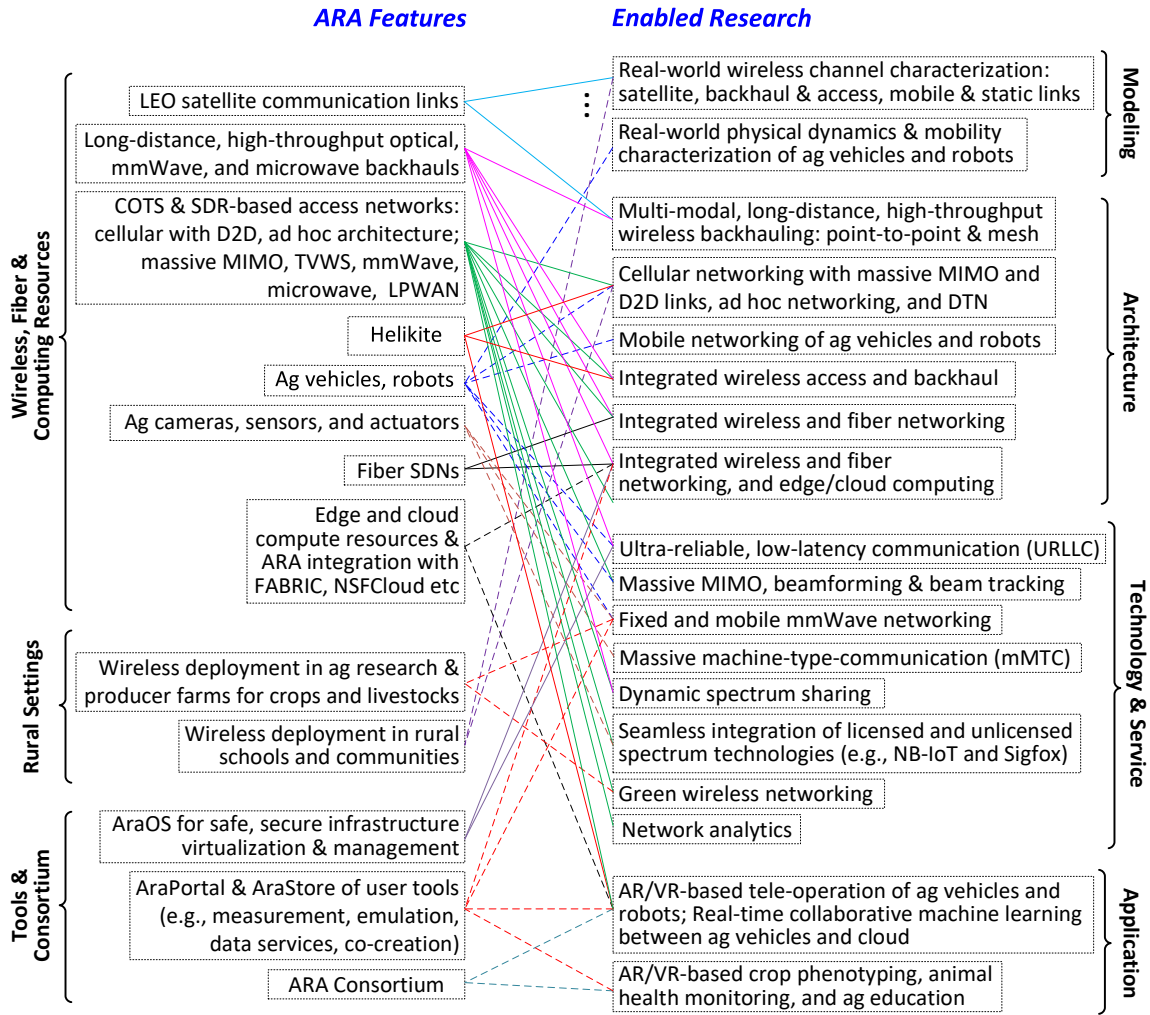 ARA Features
Enabled Research
Wireless, Fiber &
Computing Resources
LEO satellite communication links
Long-distance, high-throughput optical,
mmWave, and microwave backhauls
COTS & SDR-based access networks:
cellular with D2D, ad hoc architecture;
massive MIMO, TVWS, mmWave,
microwave, LPWAN
Helikite
Ag vehicles, robots
Ag cameras, sensors, and actuators
Fiber SDNs
Edge and cloud
compute resources &
ARA integration with
FABRIC, NSFCloud etc
Rural Settings
Wireless deployment in ag research &
producer farms for crops and livestocks
Wireless deployment in rural
schools and communities
Tools &
Consortium
AraOS for safe, secure infrastructure
virtualization & management
AraPortal & AraStore of user tools
(e.g., measurement, emulation,
data services, co-creation)
ARA Consortium
Real-world wireless channel characterization:
satellite, backhaul & access, mobile & static links
Real-world physical dynamics & mobility
characterization of ag vehicles and robots
Modeling
Multi-modal, long-distance, high-throughput
wireless backhauling: point-to-point & mesh
Cellular networking with massive MIMO and
D2D links, ad hoc networking, and DTN
Mobile networking of ag vehicles and robots
Integrated wireless access and backhaul
Integrated wireless and fiber networking
Integrated wireless and fiber
networking, and edge/cloud computing
Architecture
Ultra-reliable, low-latency communication (URLLC)
Massive MIMO, beamforming & beam tracking
Fixed and mobile mmWave networking
Massive machine-type-communication (mMTC)
Dynamic spectrum sharing
Seamless integration of licensed and unlicensed
spectrum technologies (e.g., NB-IoT and Sigfox)
Green wireless networking
Network analytics
Technology & Service
AR/VR-based tele-operation of ag vehicles and
robots; Real-time collaborative machine learning
between ag vehicles and cloud
AR/VR-based crop phenotyping, animal
health monitoring, and ag education
Application